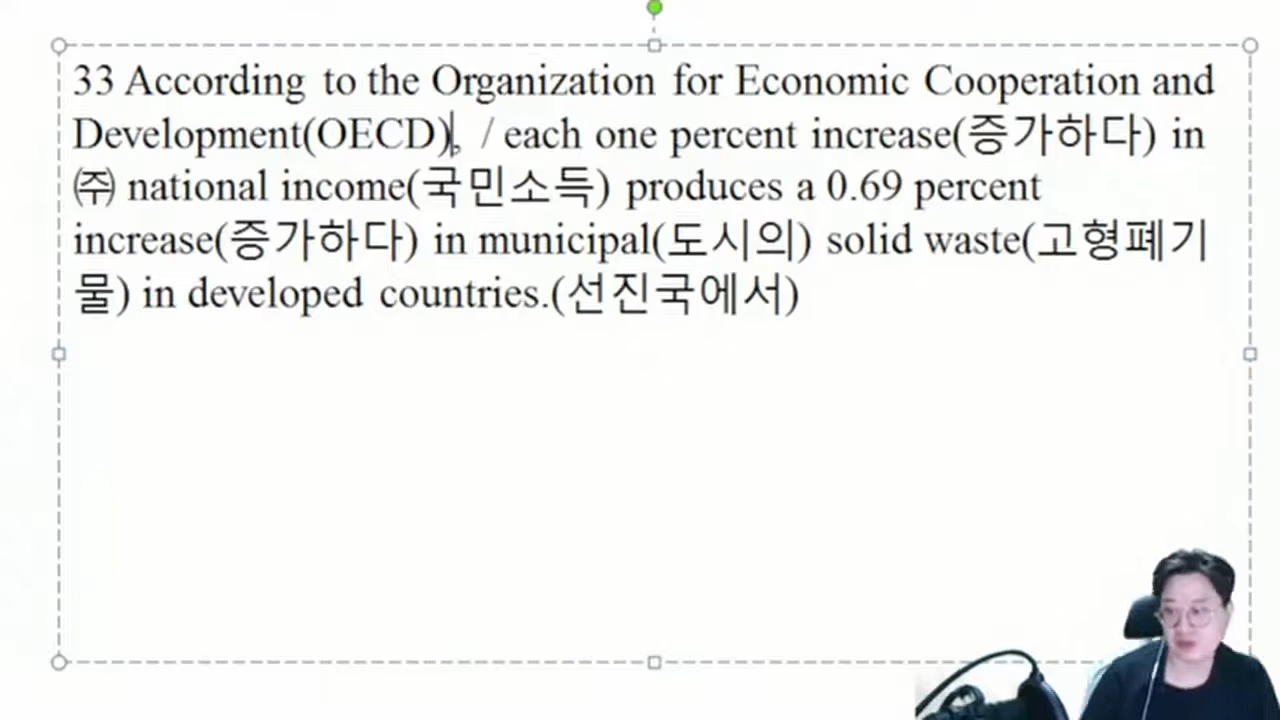 33 According to the Organization for Economic Cooperation and
Development(OECD), / each one percent increase(증가하다) in
㈜ national income(국민소득) produces a 0.69 percent
increase(증가하다) in municipal(도시의) solid waste(고형폐기
물) in developed countries.(선진국에서)